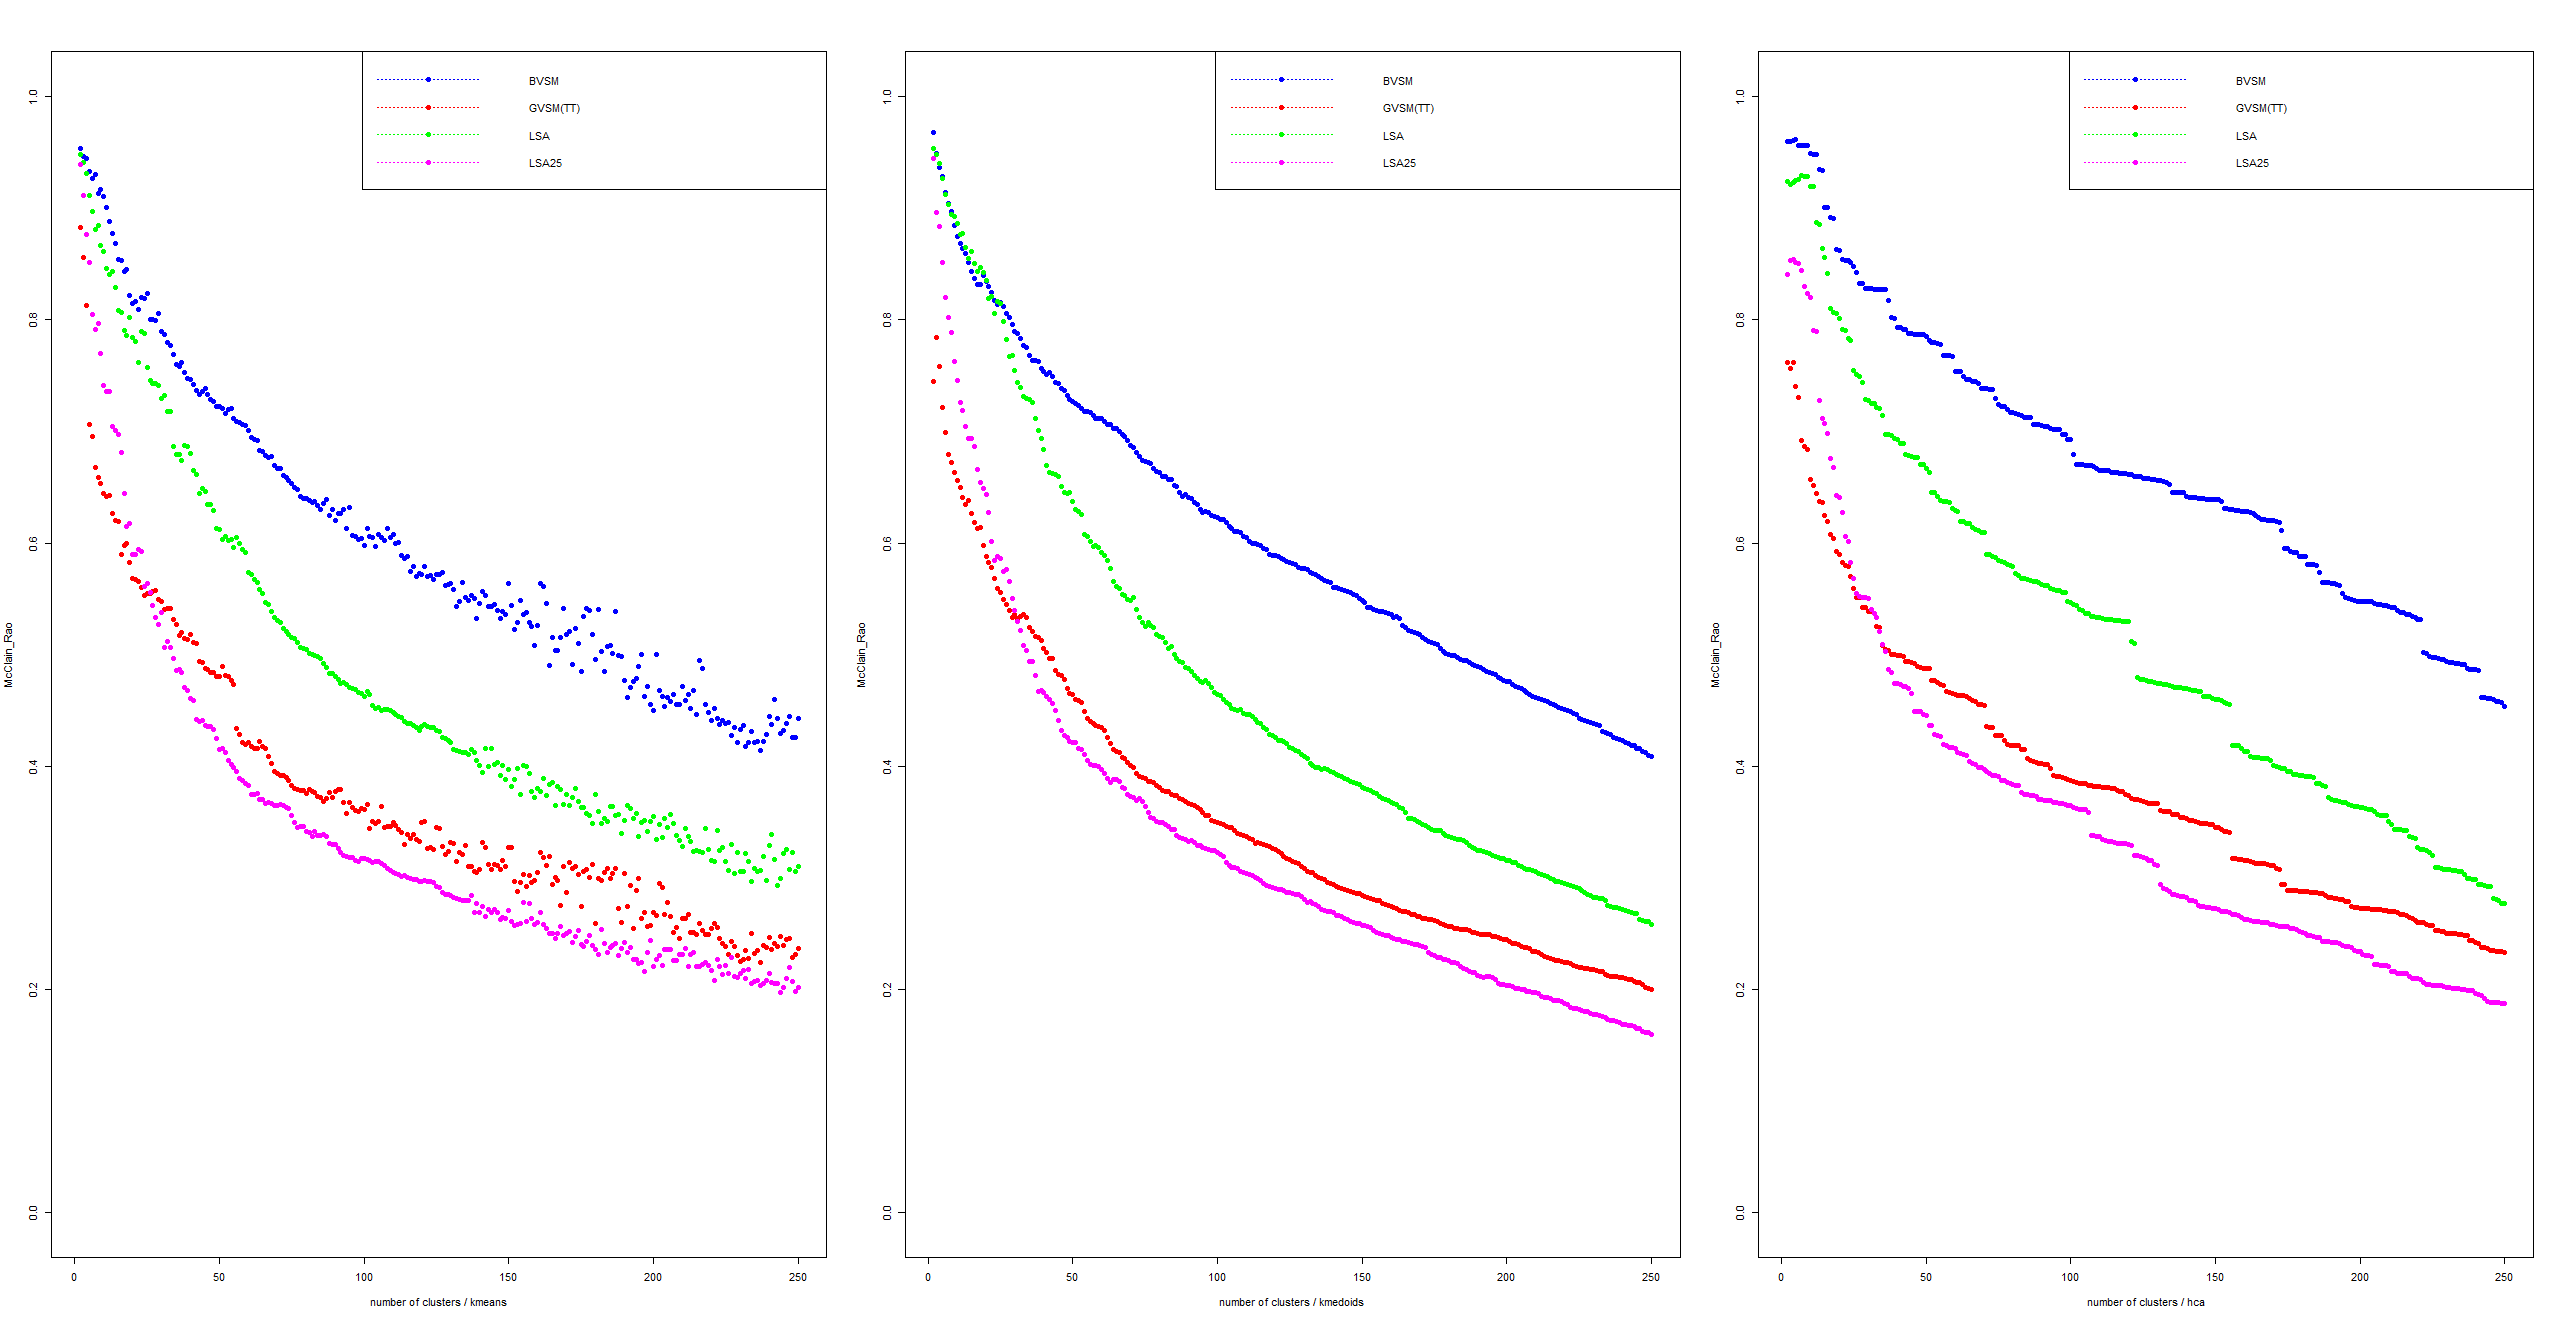 BVSM
GVSM(TT)
LSA
LSA25
McClain_Rao
1.0
0.8
0.6
0.4
0.2
0.0
0 50 100 150 200 250
number of clusters / kmeans
BVSM
GVSM(TT)
LSA
LSA25
McClain_Rao
1.0
0.8
0.6
0.4
0.2
0.0
0 50 100 150 200 250
number of clusters / kmedoids
BVSM
GVSM(TT)
LSA
LSA25
McClain_Rao
1.0
0.8
0.6
0.4
0.2
0.0
0 50 100 150 200 250
number of clusters / hca